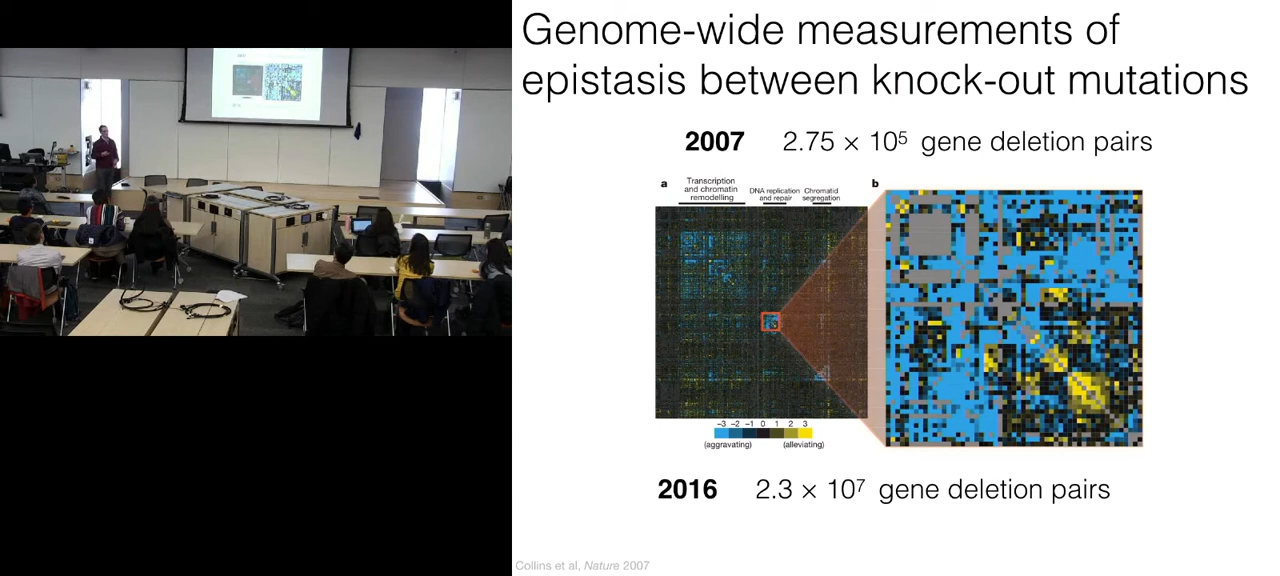 Genome-wide measurements of
epistasis between knock-out mutations
2007 2.75 × 10⁵ gene deletion pairs
a
Transcription
and chromatin
remodelling
DNA replication
and repair
Chromatid
segregation
b
−3 −2 −1 0 1 2 3
(aggravating) (alleviating)
2016 2.3 × 10⁷ gene deletion pairs
Collins et al, Nature 2007